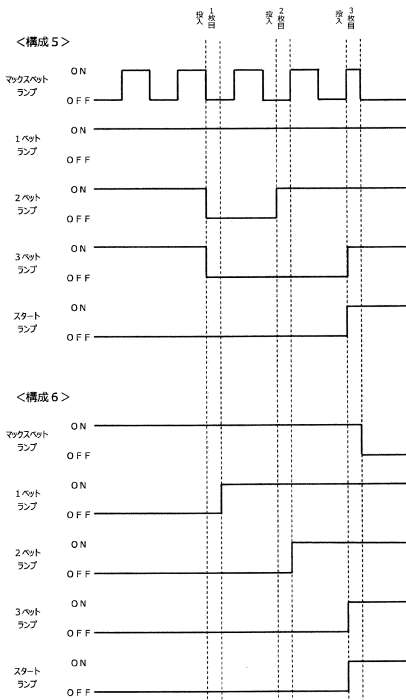 1枚目
投入
2枚目
投入
3枚目
投入
＜構成５＞
マックスベット
ランプ
ON
OFF
1ベット
ランプ
ON
OFF
2ベット
ランプ
ON
OFF
3ベット
ランプ
ON
OFF
スタート
ランプ
ON
OFF
＜構成６＞
マックスベット
ランプ
ON
OFF
1ベット
ランプ
ON
OFF
2ベット
ランプ
ON
OFF
3ベット
ランプ
ON
OFF
スタート
ランプ
ON
OFF